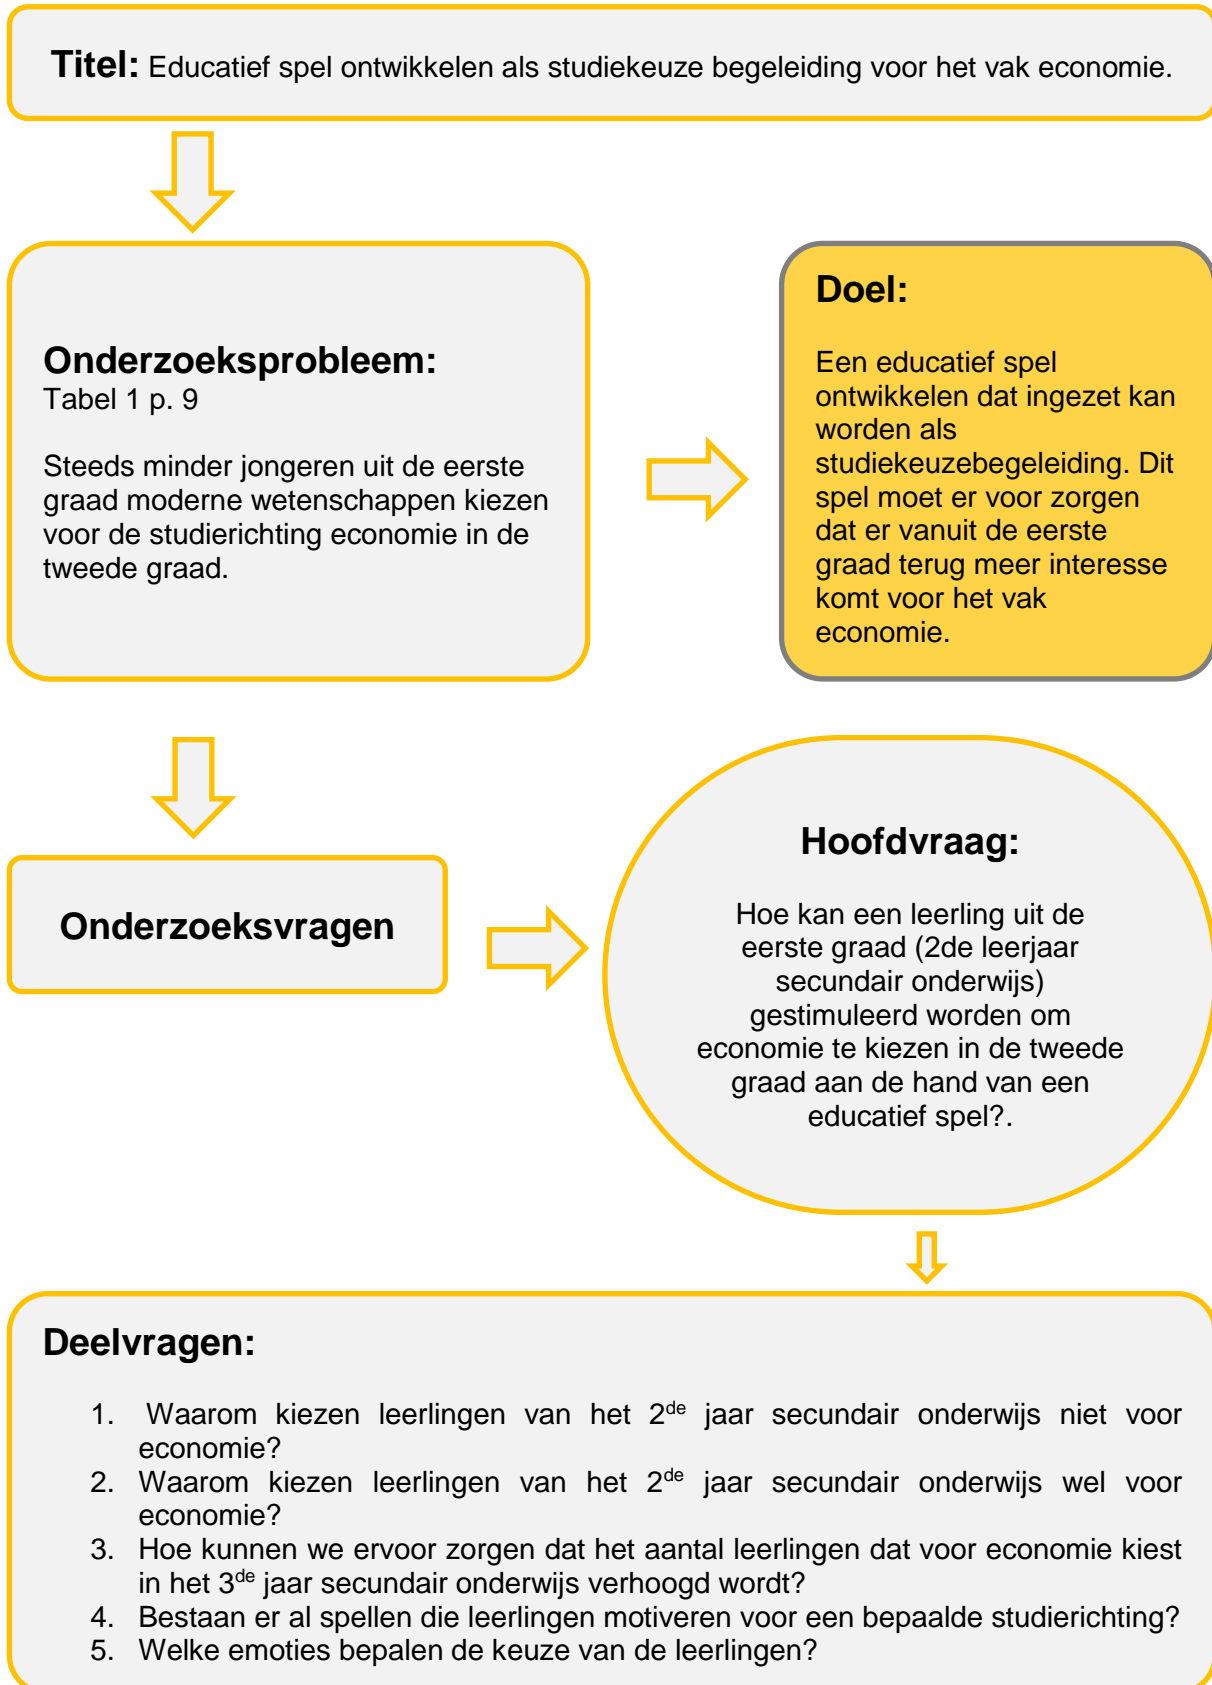 Titel: Educatief spel ontwikkelen als studiekeuze begeleiding voor het vak economie.
Onderzoeksprobleem:
Tabel 1 p. 9
Steeds minder jongeren uit de eerste
graad moderne wetenschappen kiezen
voor de studierichting economie in de
tweede graad.
Doel:
Een educatief spel
ontwikkelen dat ingezet kan
worden als
studiekeuzebegeleiding. Dit
spel moet er voor zorgen
dat er vanuit de eerste
graad terug meer interesse
komt voor het vak
economie.
Onderzoeksvragen
Hoofdvraag:
Hoe kan een leerling uit de
eerste graad (2de leerjaar
secundair onderwijs)
gestimuleerd worden om
economie te kiezen in de tweede
graad aan de hand van een
educatief spel?.
Deelvragen:
1. Waarom kiezen leerlingen van het 2de jaar secundair onderwijs niet voor
economie?
2. Waarom kiezen leerlingen van het 2de jaar secundair onderwijs wel voor
economie?
3. Hoe kunnen we ervoor zorgen dat het aantal leerlingen dat voor economie kiest
in het 3de jaar secundair onderwijs verhoogd wordt?
4. Bestaan er al spellen die leerlingen motiveren voor een bepaalde studierichting?
5. Welke emoties bepalen de keuze van de leerlingen?